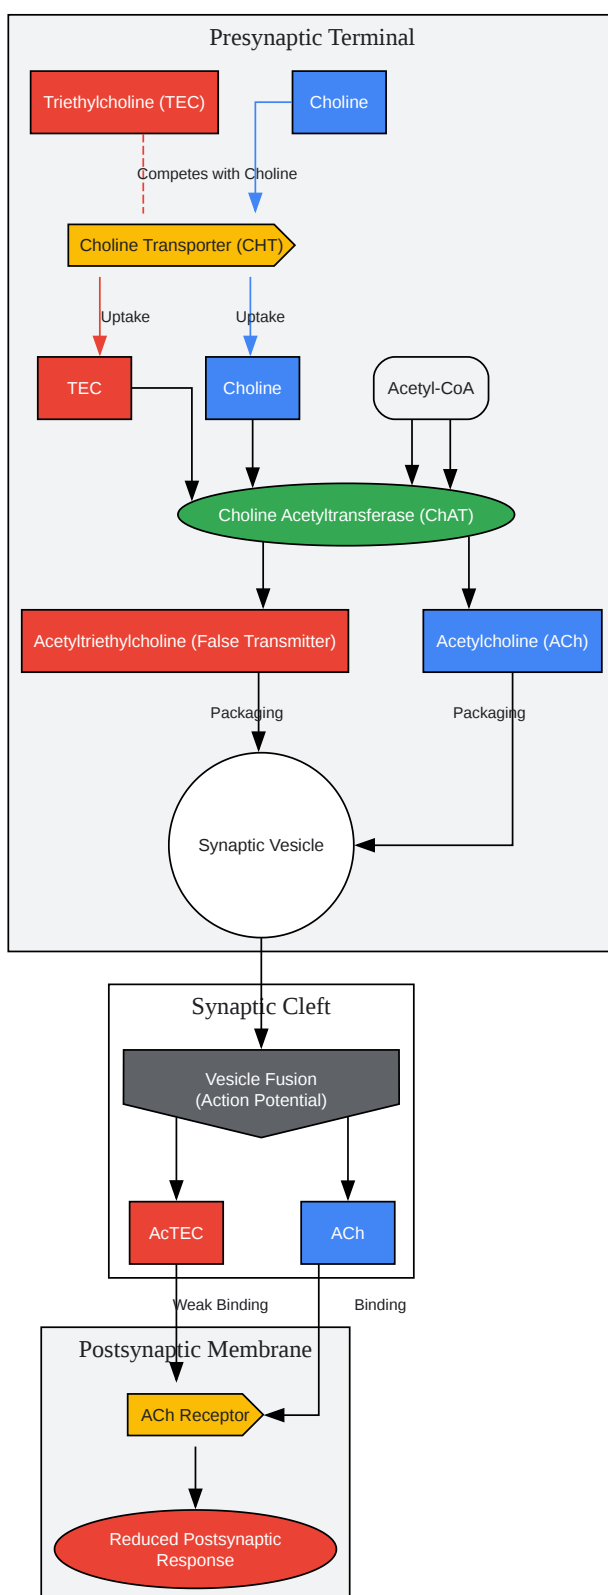 Presynaptic Terminal
Triethylcholine (TEC)
Choline
Competes with Choline
Choline Transporter (CHT)
Uptake
Uptake
TEC
Choline
Acetyl-CoA
Choline Acetyltransferase (ChAT)
Acetyltriethylcholine (False Transmitter)
Acetylcholine (ACh)
Packaging
Packaging
Synaptic Vesicle
Synaptic Cleft
Vesicle Fusion
(Action Potential)
AcTEC
ACh
Weak Binding
Binding
Postsynaptic Membrane
ACh Receptor
Reduced Postsynaptic
Response